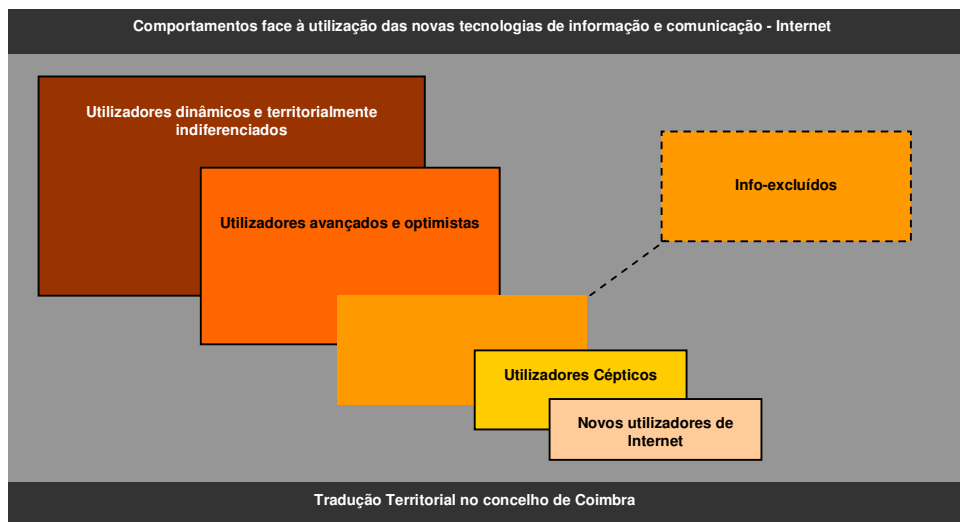 Comportamentos face à utilização das novas tecnologias de informação e comunicação - Internet
Utilizadores dinâmicos e territorialmente
indiferenciados
Info-excluídos
Utilizadores avançados e optimistas
Utilizadores Cépticos
Novos utilizadores de
Internet
Tradução Territorial no concelho de Coimbra